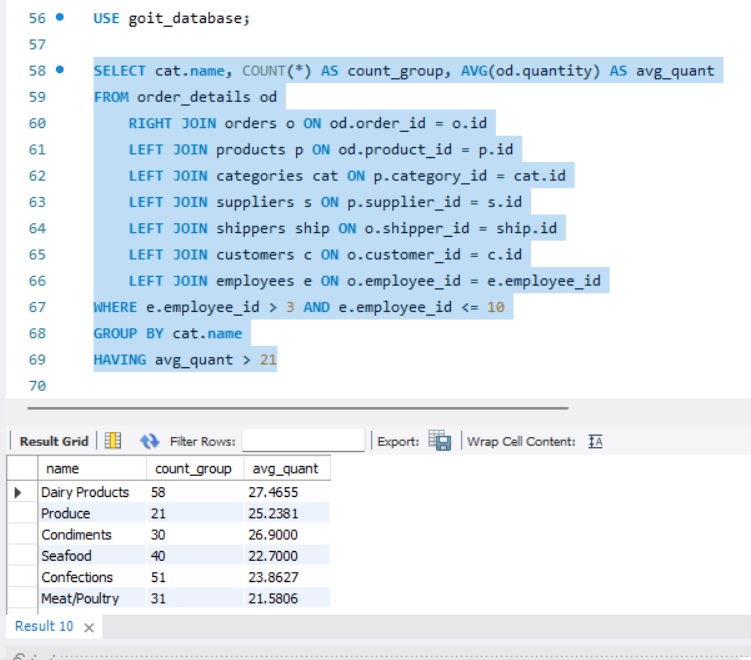 56 USE goit_database;
57
58 SELECT cat.name, COUNT(*) AS count_group, AVG(od.quantity) AS avg_quant
59 FROM order_details od
60 RIGHT JOIN orders o ON od.order_id = o.id
61 LEFT JOIN products p ON od.product_id = p.id
62 LEFT JOIN categories cat ON p.category_id = cat.id
63 LEFT JOIN suppliers s ON p.supplier_id = s.id
64 LEFT JOIN shippers ship ON o.shipper_id = ship.id
65 LEFT JOIN customers c ON o.customer_id = c.id
66 LEFT JOIN employees e ON o.employee_id = e.employee_id
67 WHERE e.employee_id > 3 AND e.employee_id <= 10
68 GROUP BY cat.name
69 HAVING avg_quant > 21
70
Result Grid Filter Rows: Export: Wrap Cell Content:
name count_group avg_quant
Dairy Products 58 27.4655
Produce 21 25.2381
Condiments 30 26.9000
Seafood 40 22.7000
Confections 51 23.8627
Meat/Poultry 31 21.5806
Result 10